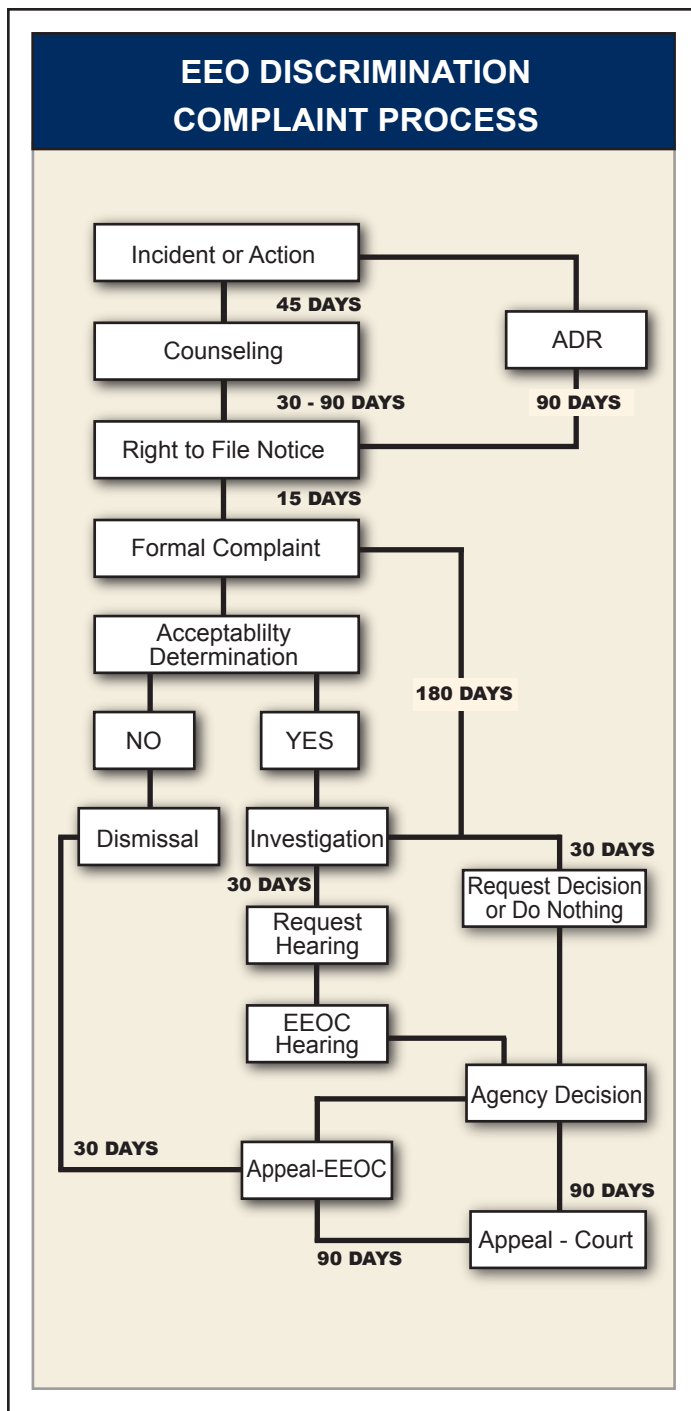 EEO DISCRIMINATION
COMPLAINT PROCESS
Incident or Action
45 DAYS
ADR
Counseling
30 - 90 DAYS
90 DAYS
Right to File Notice
15 DAYS
Formal Complaint
Acceptablilty
Determination
180 DAYS
NO
YES
Dismissal
Investigation
30 DAYS
30 DAYS
Request Decision
or Do Nothing
Request
Hearing
EEOC
Hearing
Agency Decision
30 DAYS
Appeal-EEOC
90 DAYS
Appeal - Court
90 DAYS